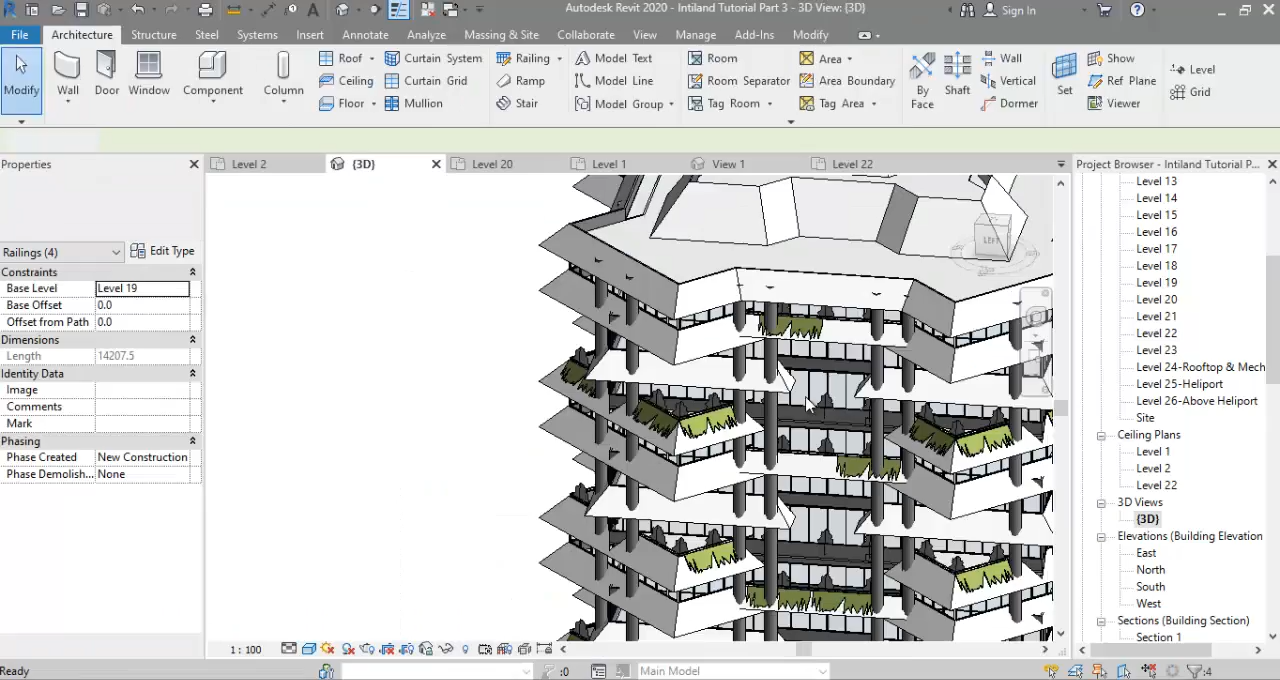 Autodesk Revit 2020 - Intiland Tutorial Part 3 - 3D View: {3D}
Sign In
File Architecture Structure Steel Systems Insert Annotate Analyze Massing & Site Collaborate View Manage Add-Ins Modify
Modify
Wall
Door
Window
Component
Column
Roof
Ceiling
Floor
Curtain System
Curtain Grid
Mullion
Railing
Ramp
Stair
Model Text
Model Line
Model Group
Room
Room Separator
Tag Room
Area
Area Boundary
Tag Area
By Face
Shaft
Wall
Vertical
Dormer
Set
Show
Ref Plane
Viewer
Level
Grid
Properties
Level 2
{3D}
Level 20
Level 1
View 1
Level 22
Project Browser - Intiland Tutorial P...
Railings (4)
Edit Type
Constraints
Base Level Level 19
Base Offset 0.0
Offset from Path 0.0
Dimensions
Length 14207.5
Identity Data
Image
Comments
Mark
Phasing
Phase Created New Construction
Phase Demolish... None
LEFT
Level 13
Level 14
Level 15
Level 16
Level 17
Level 18
Level 19
Level 20
Level 21
Level 22
Level 23
Level 24-Rooftop & Mech
Level 25-Heliport
Level 26-Above Heliport
Site
Ceiling Plans
Level 1
Level 2
Level 22
3D Views
{3D}
Elevations (Building Elevation
East
North
South
West
Sections (Building Section)
Section 1
1 : 100
Ready
:0
Main Model
:4